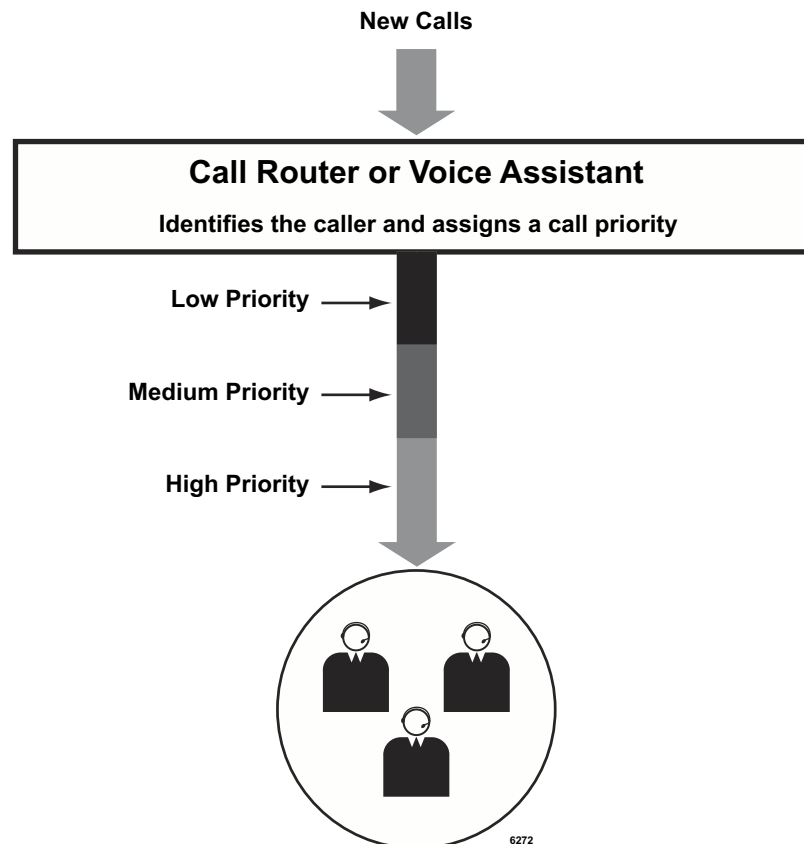 New Calls
Call Router or Voice Assistant
Identifies the caller and assigns a call priority
Low Priority
Medium Priority
High Priority
6272